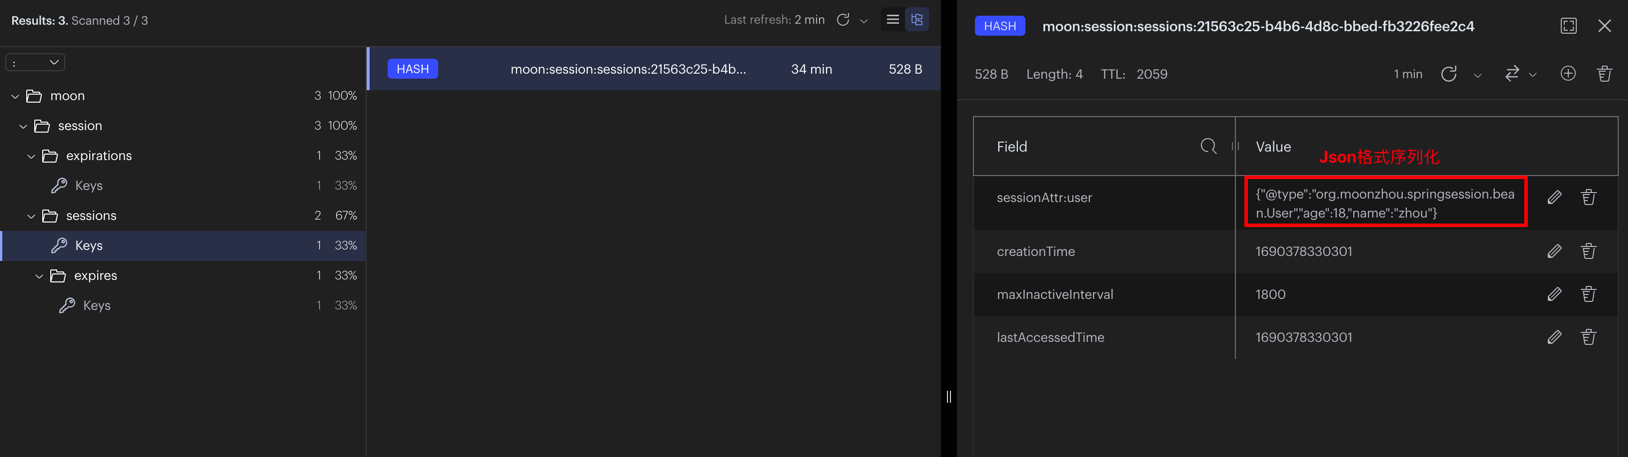 Results: 3. Scanned 3 / 3
Last refresh: 2 min
:
moon 3 100%
session 3 100%
expirations 1 33%
Keys 1 33%
sessions 2 67%
Keys 1 33%
expires 1 33%
Keys 1 33%
HASH moon:session:sessions:21563c25-b4b... 34 min 528 B
HASH moon:session:sessions:21563c25-b4b6-4d8c-bbed-fb3226fee2c4
528 B Length: 4 TTL: 2059 1 min
Field Value
Json格式序列化
sessionAttr:user {"@type":"org.moonzhou.springsession.bea
n.User","age":18,"name":"zhou"}
creationTime 1690378330301
maxInactiveInterval 1800
lastAccessedTime 1690378330301